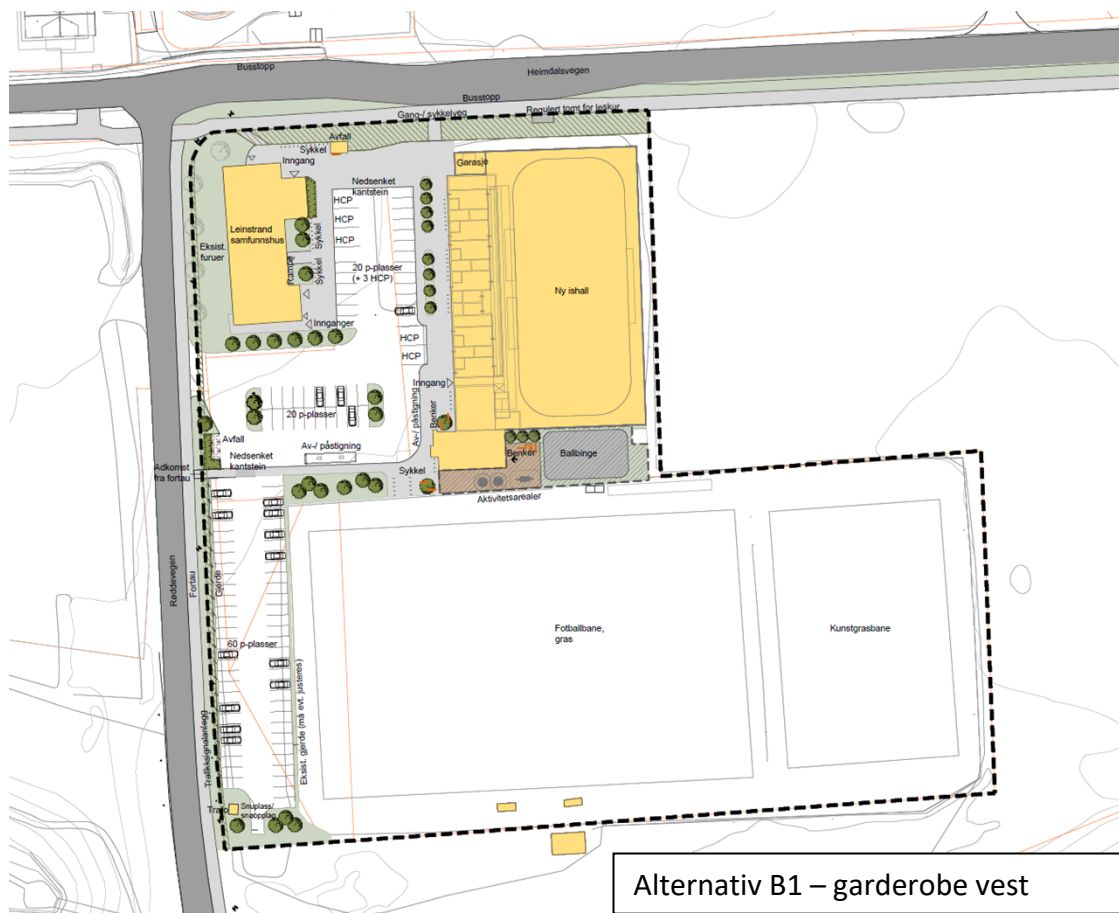 Busstopp
Heimdalsvegen
Busstopp
Regulert tomt for leskur
Gang-/ sykkelveg
Avfall
Sykkel
Inngang
Garasje
Nedsenket
kantstein
HCP
HCP
HCP
Leinstrand
samfunnshus
Sykkel
Eksist.
furuer
Rampe
Sykkel
20 p-plasser
(+ 3 HCP)
Ny ishall
Innganger
HCP
HCP
Inngang
Av-/ påstigning
Benker
20 p-plasser
Avfall
Av-/ påstigning
Nedsenket
kantstein
Benker
Ballbinge
Adkomst
fra fortau
Sykkel
Aktivitetsarealer
Røddevegen
Fortau
Gjerde
Fotballbane,
gras
Kunstgrasbane
60 p-plasser
Eksist. gjerde (må evt. justeres)
Trafikksignalanlegg
Trafo
Snuplass/
snøopplag
Alternativ B1 – garderobe vest